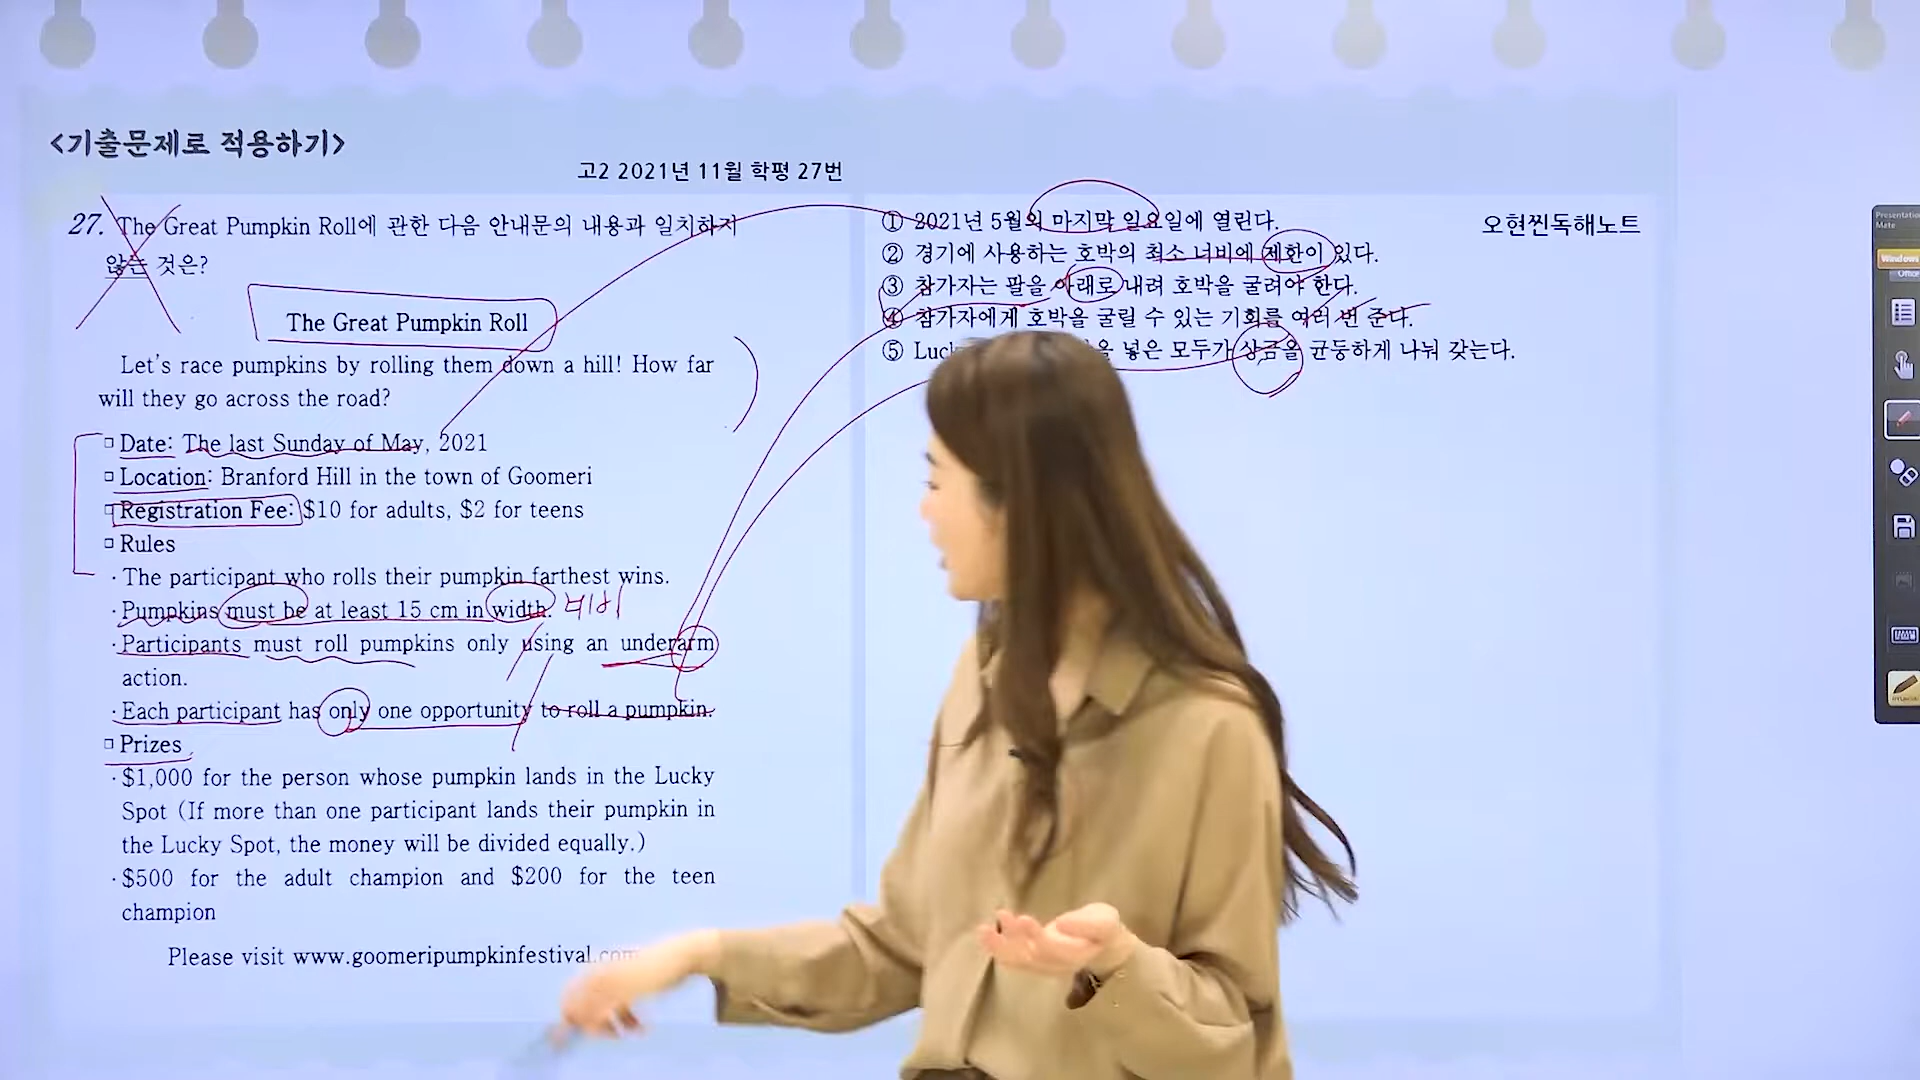 <기출문제로 적용하기>
고2 2021년 11월 학평 27번
27. The Great Pumpkin Roll에 관한 다음 안내문의 내용과 일치하지
않는 것은?
The Great Pumpkin Roll
Let's race pumpkins by rolling them down a hill! How far
will they go across the road?
□ Date: The last Sunday of May, 2021
□ Location: Branford Hill in the town of Goomeri
□ Registration Fee: $10 for adults, $2 for teens
□ Rules
· The participant who rolls their pumpkin farthest wins.
· Pumpkins must be at least 15 cm in width. 너비
· Participants must roll pumpkins only using an underarm
action.
· Each participant has only one opportunity to roll a pumpkin.
□ Prizes
· $1,000 for the person whose pumpkin lands in the Lucky
Spot (If more than one participant lands their pumpkin in
the Lucky Spot, the money will be divided equally.)
· $500 for the adult champion and $200 for the teen
champion
Please visit www.goomeripumpkinfestival.com
① 2021년 5월의 마지막 일요일에 열린다.
② 경기에 사용하는 호박의 최소 너비에 제한이 있다.
③ 참가자는 팔을 아래로 내려 호박을 굴려야 한다.
④ 참가자에게 호박을 굴릴 수 있는 기회를 여러 번 준다.
⑤ 넣은 모두가 상금을 균등하게 나눠 갖는다.
오현찐독해노트
Presentation
Mate
Windows